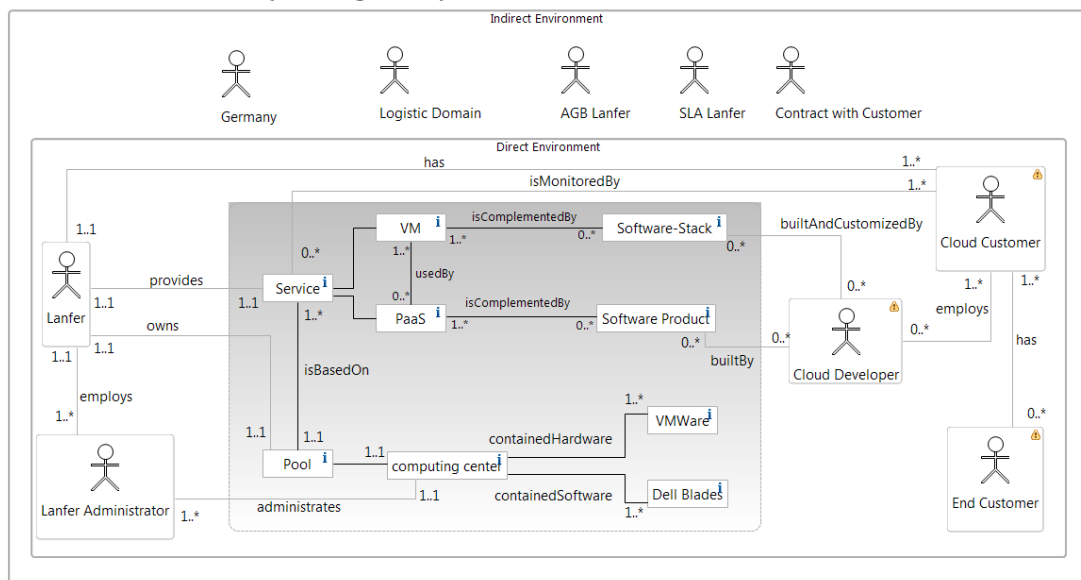 Indirect Environment
Germany
Logistic Domain
AGB Lanfer
SLA Lanfer
Contract with Customer
Direct Environment
has
1..*
isMonitoredBy
1..*
VM
isComplementedBy
Software-Stack
builtAndCustomizedBy
1..*
0..*
0..*
Cloud Customer
1..1
0..*
1..*
usedBy
provides
Service
0..*
isComplementedBy
1..*
1..*
1..1
1..1
PaaS
Software Product
0..*
employs
Lanfer
1..*
1..*
0..*
owns
0..*
0..*
has
1..1
0..*
builtBy
1..1
isBasedOn
Cloud Developer
employs
1..*
1..*
VMWare
0..*
1..1
1..1
1..1
containedHardware
Pool
computing center
End Customer
Lanfer Administrator
administrates
1..1
containedSoftware
Dell Blades
1..*
1..*